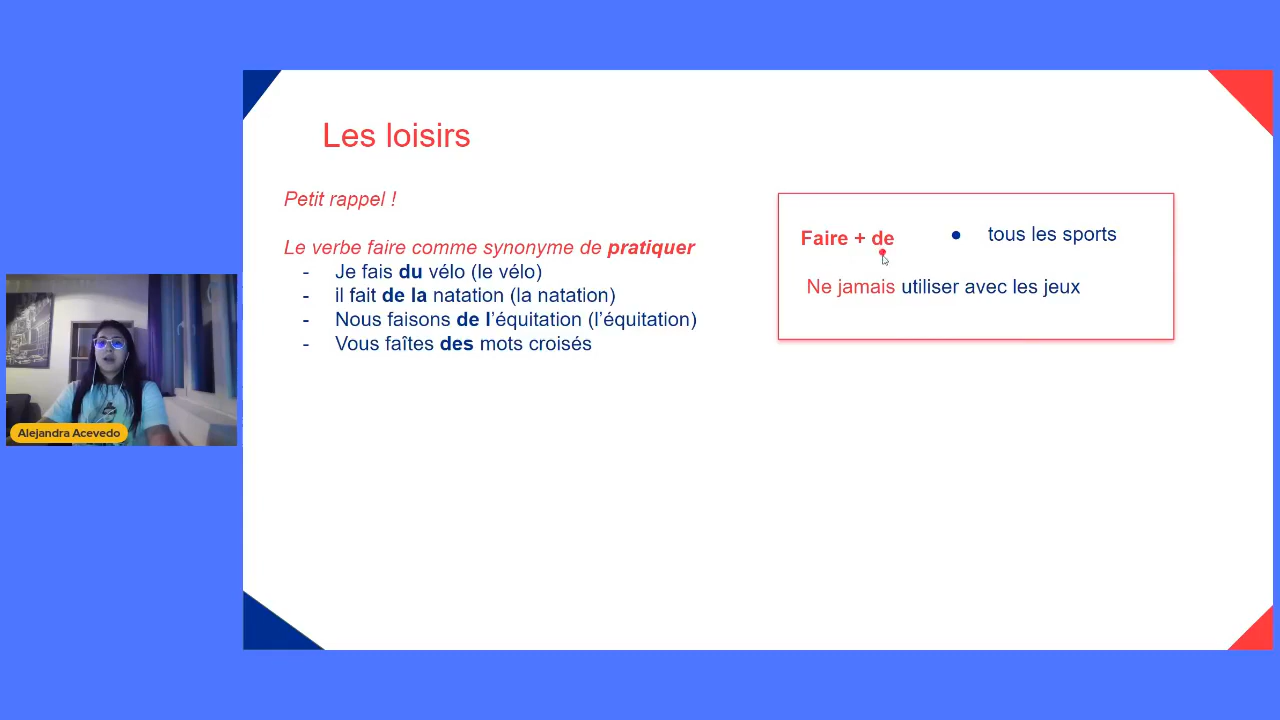 Les loisirs
Petit rappel !
Le verbe faire comme synonyme de pratiquer
- Je fais du vélo (le vélo)
- il fait de la natation (la natation)
- Nous faisons de l’équitation (l’équitation)
- Vous faîtes des mots croisés
Faire + de
● tous les sports
Ne jamais utiliser avec les jeux
Alejandra Acevedo